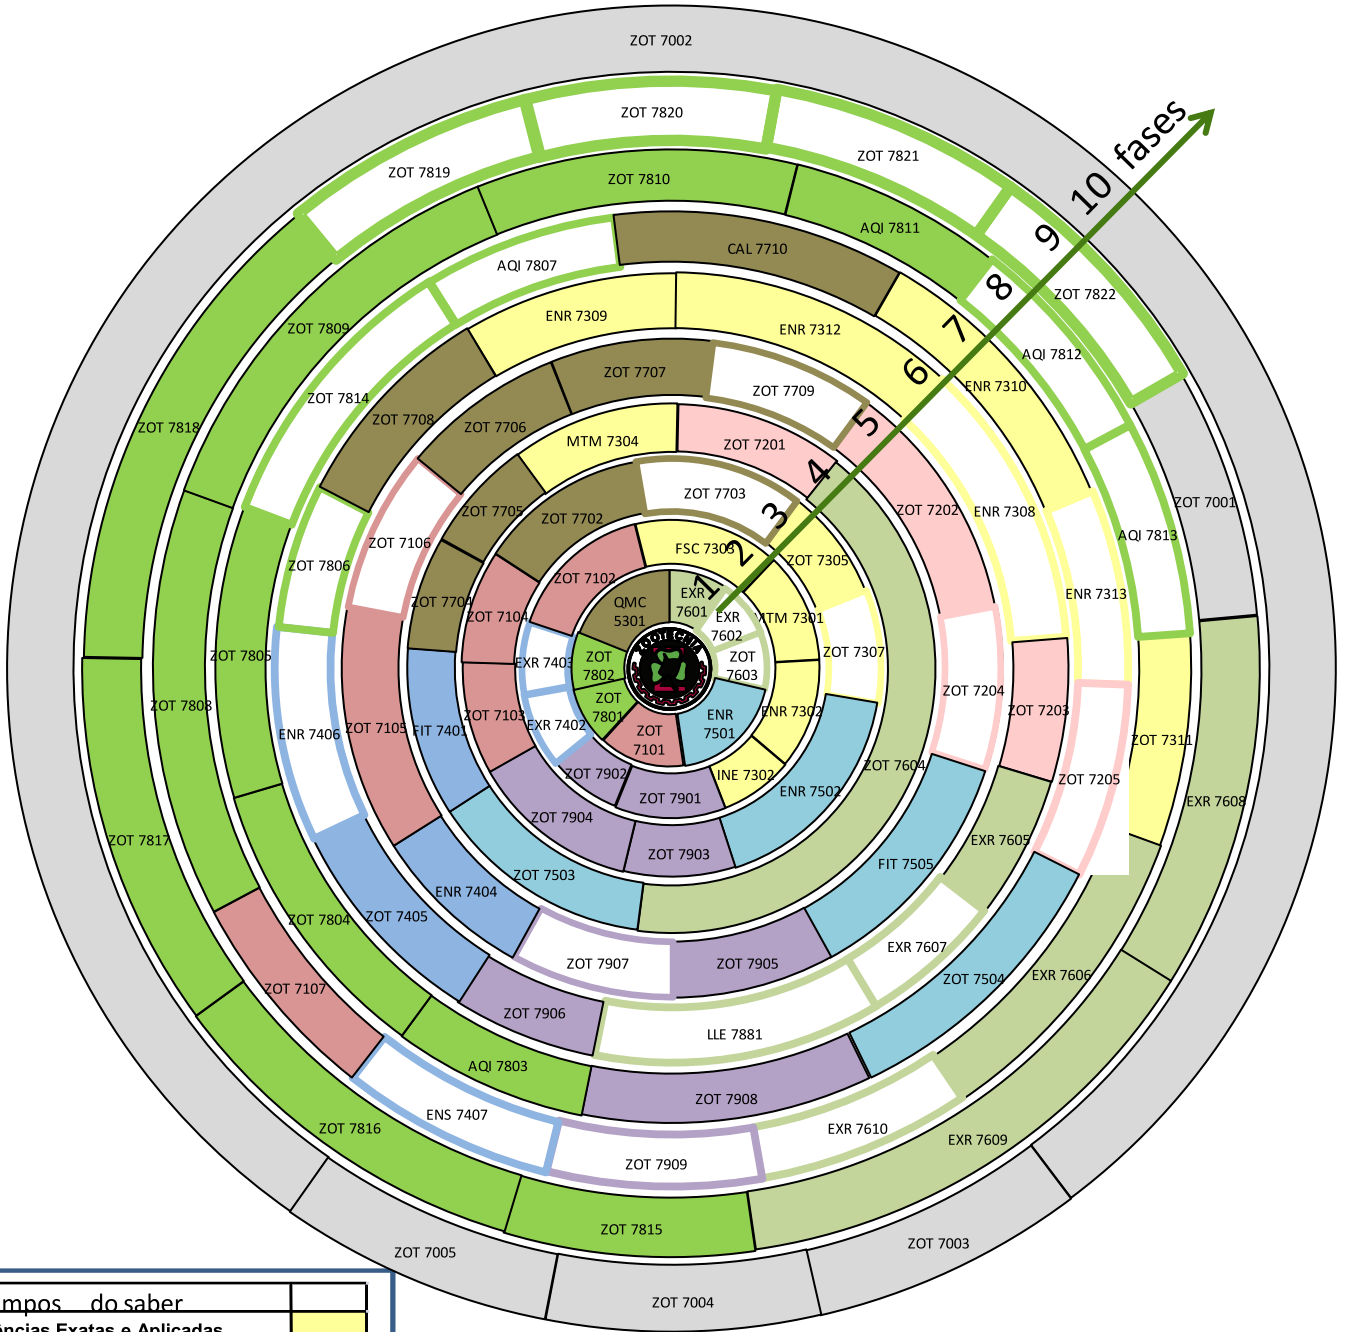 ZOT 7002
fases
10
9
8
7
6
5
4
3
2
1
ZOT 7819
ZOT 7820
ZOT 7821
ZOT 7822
ZOT 7810
AQI 7811
AQI 7812
AQI 7813
ZOT 7809
ZOT 7818
AQI 7807
CAL 7710
ENR 7310
ZOT 7814
ENR 7309
ENR 7312
ENR 7308
ENR 7313
ZOT 7001
ZOT 7708
ZOT 7706
ZOT 7707
ZOT 7709
ZOT 7202
MTM 7304
ZOT 7201
ZOT 7705
ZOT 7702
ZOT 7703
ZOT 7305
ZOT 7106
ZOT 7806
ZOT 7704
ZOT 7104
ZOT 7102
FSC 7303
MTM 7301
ZOT 7307
QMC
5301
EXR
7601
EXR
7602
ZOT
7603
ZOT
7802
ZOT
7801
ZOT
7101
ENR
7501
ZOOTECNIA
EXR 7403
EXR 7402
ENR 7302
INE 7302
ZOT 7902
ZOT 7901
ZOT 7103
ZOT 7904
ZOT 7903
ENR 7502
FIT 7401
ZOT 7503
ZOT 7604
ZOT 7204
ZOT 7203
ZOT 7205
ZOT 7311
EXR 7608
ZOT 7105
ENR 7406
ZOT 7805
ZOT 7808
ZOT 7817
ENR 7404
ZOT 7405
ZOT 7804
FIT 7505
EXR 7605
EXR 7607
ZOT 7907
ZOT 7905
ZOT 7906
LLE 7881
ZOT 7504
EXR 7606
ZOT 7107
AQI 7803
ZOT 7908
ENS 7407
ZOT 7909
EXR 7610
EXR 7609
ZOT 7816
ZOT 7815
ZOT 7005
ZOT 7004
ZOT 7003
mpos do saber
ncias Exatas e Aplicadas